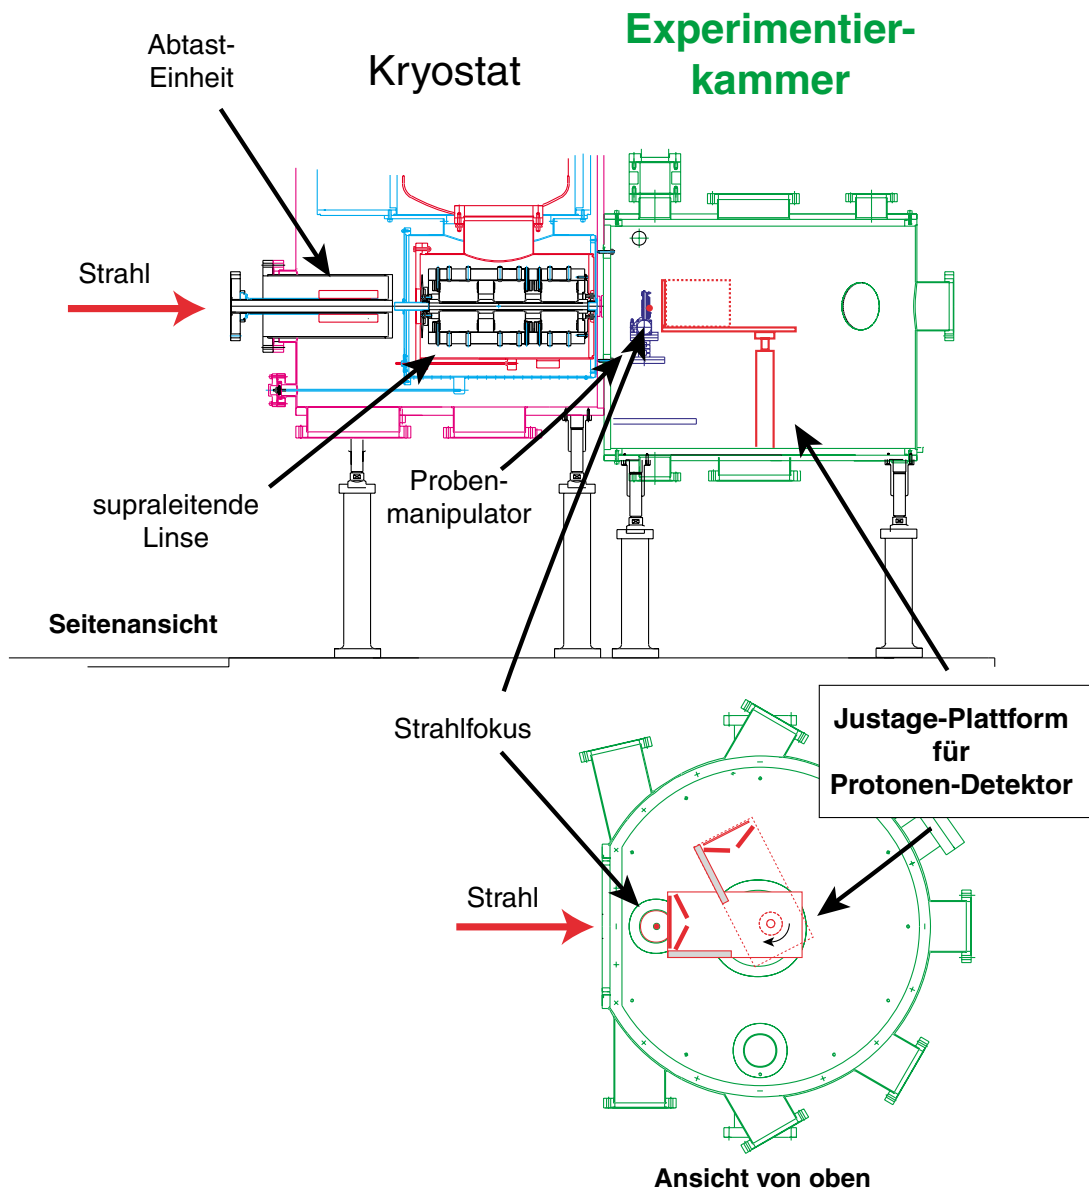 Abtast-
Einheit
Kryostat
Experimentier-
kammer
Strahl
supraleitende
Linse
Proben-
manipulator
Seitenansicht
Strahlfokus
Justage-Plattform
für
Protonen-Detektor
Strahl
Ansicht von oben